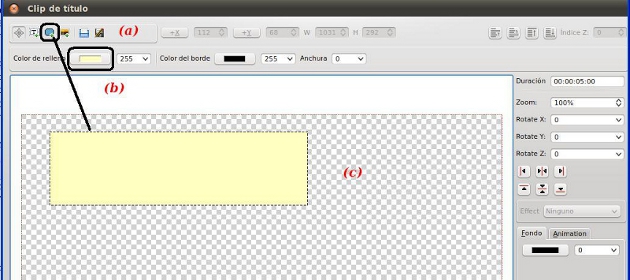 Clip de título
(a) +X 112 +Y 68 W 1031 H 292 Índice Z: 0
Color de relleno 255 Color del borde 255 Anchura 0
(b)
(c)
Duración 00:00:05:00
Zoom: 100%
Rotate X: 0
Rotate Y: 0
Rotate Z: 0
Effect Ninguno
Fondo Animation
0